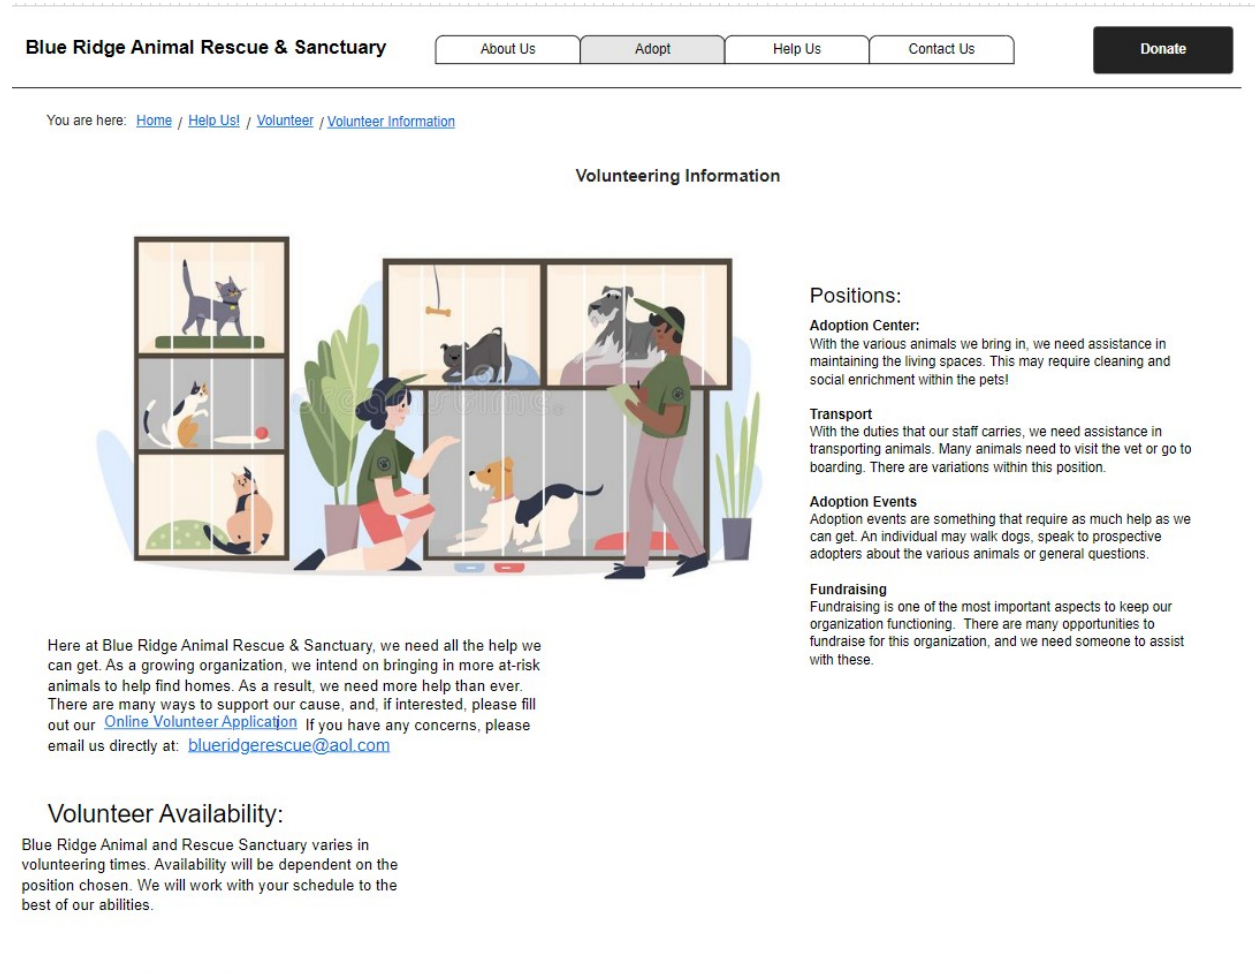 Blue Ridge Animal Rescue & Sanctuary
About Us
Adopt
Help Us
Contact Us
Donate
You are here: Home / Help Us! / Volunteer / Volunteer Information
Volunteering Information
dreamstime.
Positions:
Adoption Center:
With the various animals we bring in, we need assistance in
maintaining the living spaces. This may require cleaning and
social enrichment within the pets!
Transport
With the duties that our staff carries, we need assistance in
transporting animals. Many animals need to visit the vet or go to
boarding. There are variations within this position.
Adoption Events
Adoption events are something that require as much help as we
can get. An individual may walk dogs, speak to prospective
adopters about the various animals or general questions.
Fundraising
Fundraising is one of the most important aspects to keep our
organization functioning.  There are many opportunities to
fundraise for this organization, and we need someone to assist
with these.
Here at Blue Ridge Animal Rescue & Sanctuary, we need all the help we
can get. As a growing organization, we intend on bringing in more at-risk
animals to help find homes. As a result, we need more help than ever.
There are many ways to support our cause, and, if interested, please fill
out our Online Volunteer Application If you have any concerns, please
email us directly at: blueridgerescue@aol.com
Volunteer Availability:
Blue Ridge Animal and Rescue Sanctuary varies in
volunteering times. Availability will be dependent on the
position chosen. We will work with your schedule to the
best of our abilities.